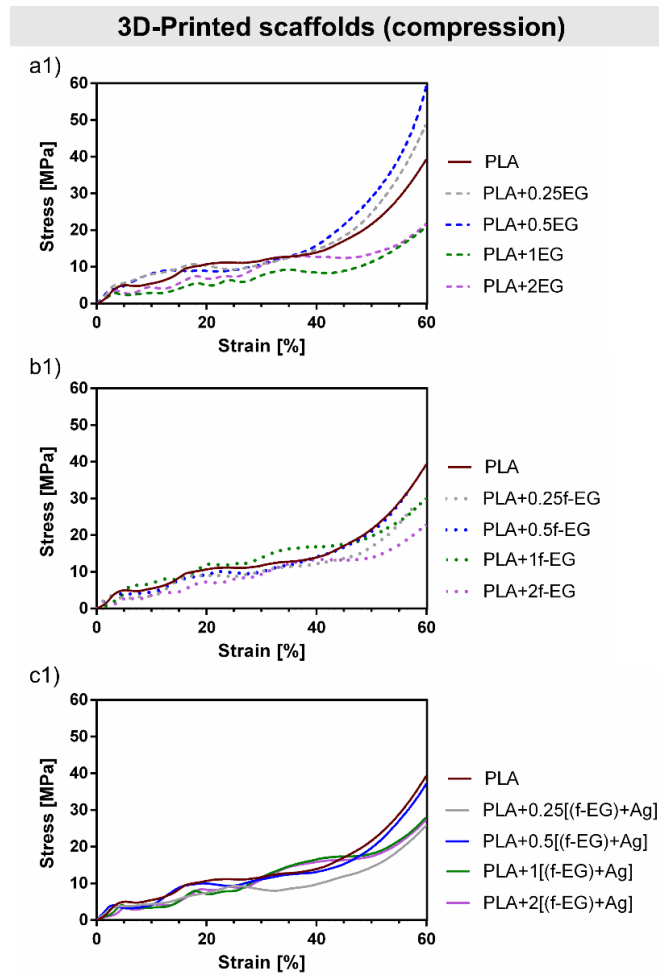 3D-Printed scaffolds (compression)
a1)
60
50
40
30
20
10
0
Stress [MPa]
0
20
40
60
Strain [%]
PLA
PLA+0.25EG
PLA+0.5EG
PLA+1EG
PLA+2EG
b1)
60
50
40
30
20
10
0
Stress [MPa]
0
20
40
60
Strain [%]
PLA
PLA+0.25f-EG
PLA+0.5f-EG
PLA+1f-EG
PLA+2f-EG
c1)
60
50
40
30
20
10
0
Stress [MPa]
0
20
40
60
Strain [%]
PLA
PLA+0.25[(f-EG)+Ag]
PLA+0.5[(f-EG)+Ag]
PLA+1[(f-EG)+Ag]
PLA+2[(f-EG)+Ag]